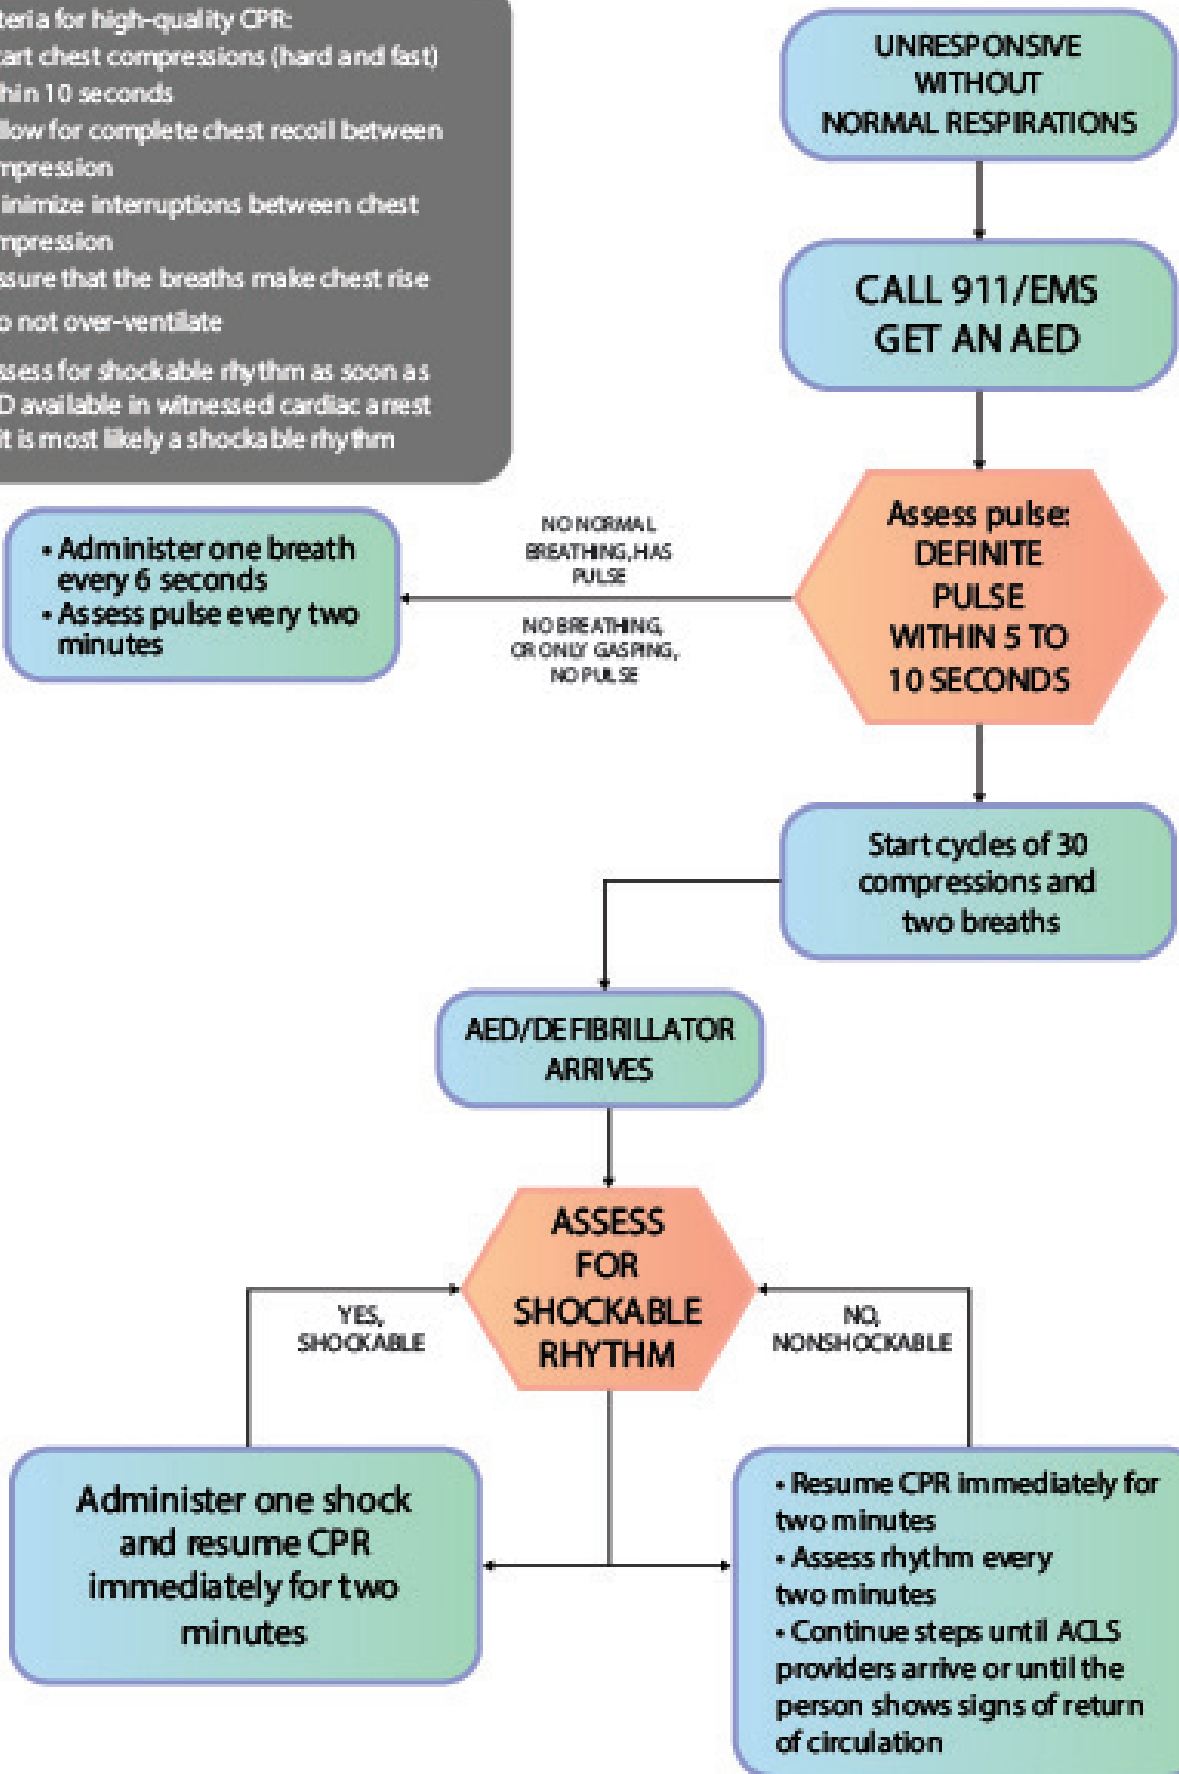 teria for high-quality CPR:
tart chest compressions (hard and fast)
hin 10 seconds
llow for complete chest recoil between
mpression
inimize interruptions between chest
mpression
ssure that the breaths make chest rise
o not over-ventilate
ssess for shockable rhythm as soon as
D available in witnessed cardiac arrest
it is most likely a shockable rhythm
UNRESPONSIVE
WITHOUT
NORMAL RESPIRATIONS
CALL 911/EMS
GET AN AED
Assess pulse:
DEFINITE
PULSE
WITHIN 5 TO
10 SECONDS
NO NORMAL
BREATHING, HAS
PULSE
NO BREATHING,
OR ONLY GASPING,
NO PULSE
• Administer one breath
every 6 seconds
• Assess pulse every two
minutes
Start cycles of 30
compressions and
two breaths
AED/DEFIBRILLATOR
ARRIVES
ASSESS
FOR
SHOCKABLE
RHYTHM
YES,
SHOCKABLE
NO,
NONSHOCKABLE
Administer one shock
and resume CPR
immediately for two
minutes
• Resume CPR immediately for
two minutes
• Assess rhythm every
two minutes
• Continue steps until ACLS
providers arrive or until the
person shows signs of return
of circulation